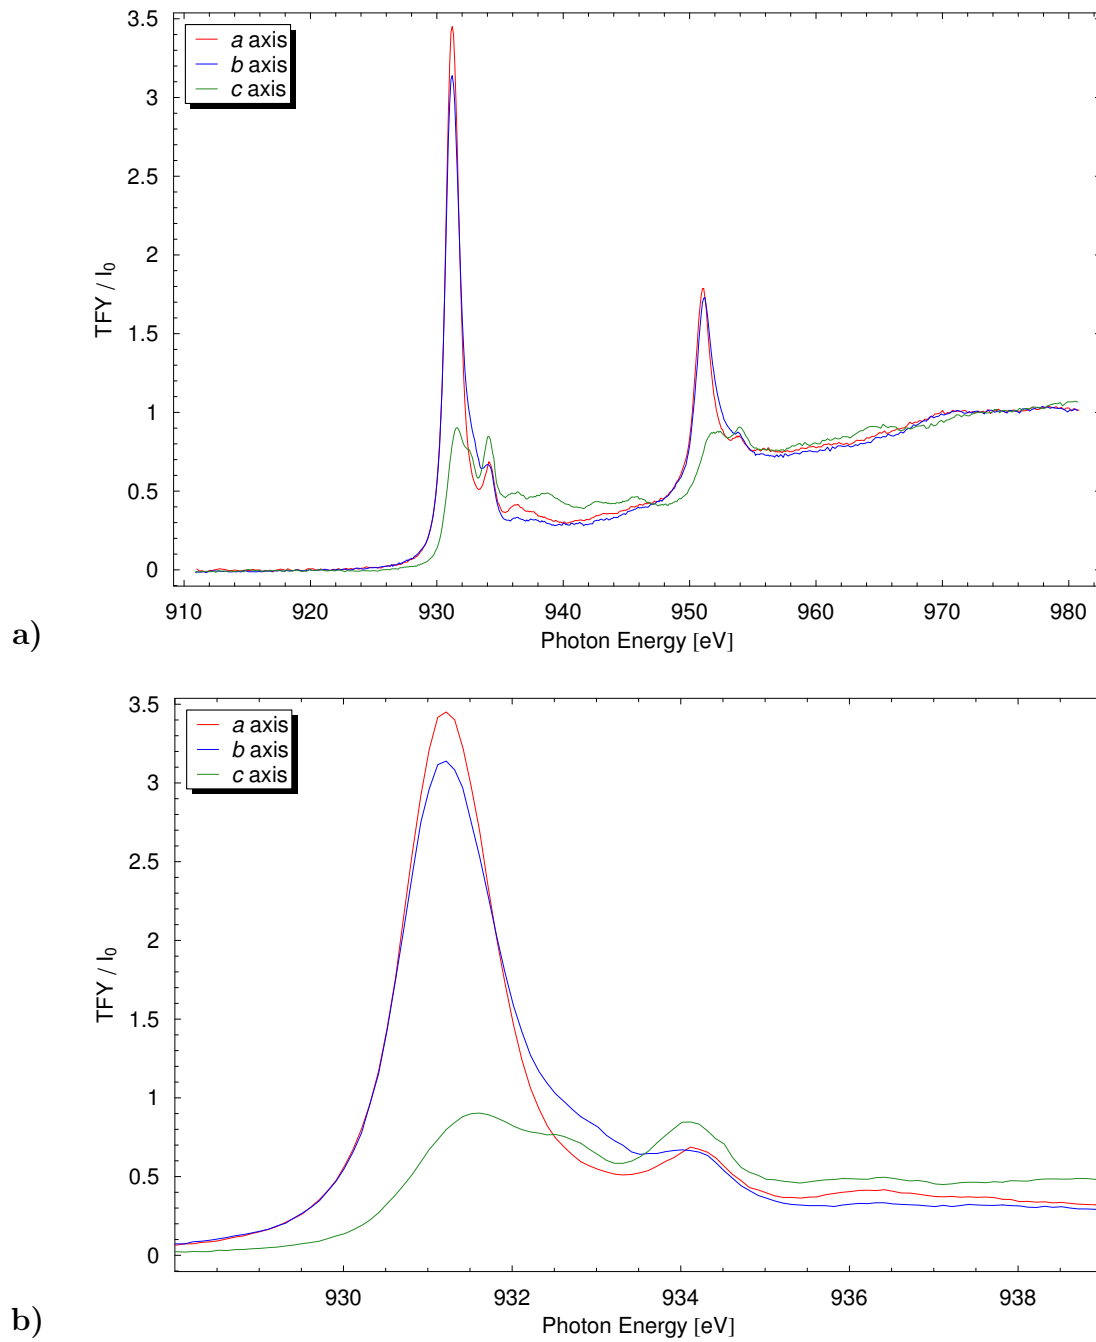 3.5
3
2.5
2
1.5
1
0.5
0
TFY / I₀
a axis
b axis
c axis
910 920 930 940 950 960 970 980
Photon Energy [eV]
a)
3.5
3
2.5
2
1.5
1
0.5
0
TFY / I₀
a axis
b axis
c axis
930 932 934 936 938
Photon Energy [eV]
b)